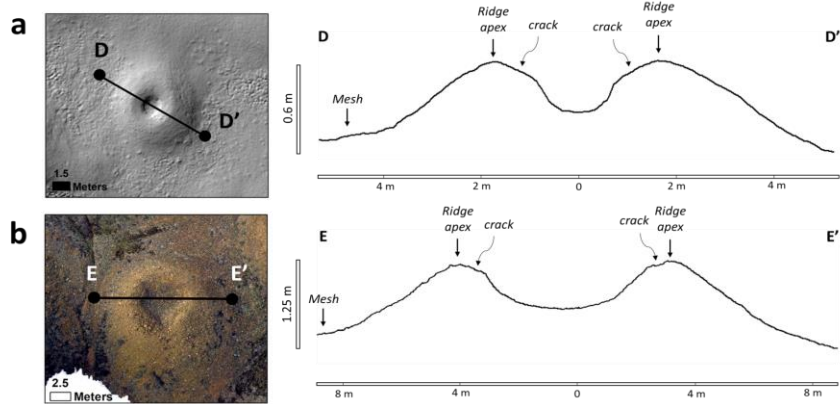 a
D
D'
1.5
Meters
D
D'
Ridge
apex
crack
crack
Ridge
apex
Mesh
0.6 m
4 m 2 m 0 2 m 4 m
b
E
E'
2.5
Meters
E
E'
Ridge
apex
crack
crack
Ridge
apex
Mesh
1.25 m
8 m 4 m 0 4 m 8 m